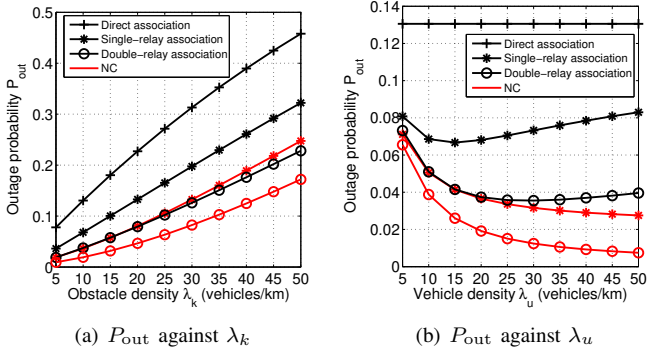 0.5
0.4
0.3
0.2
0.1
0
Outage probability P_out
Direct association
Single-relay association
Double-relay association
NC
5 10 15 20 25 30 35 40 45 50
Obstacle density λ_k (vehicles/km)
(a) P_out against λ_k
0.14
0.12
0.1
0.08
0.06
0.04
0.02
0
Outage probability P_out
Direct association
Single-relay association
Double-relay association
NC
5 10 15 20 25 30 35 40 45 50
Vehicle density λ_u (vehicles/km)
(b) P_out against λ_u